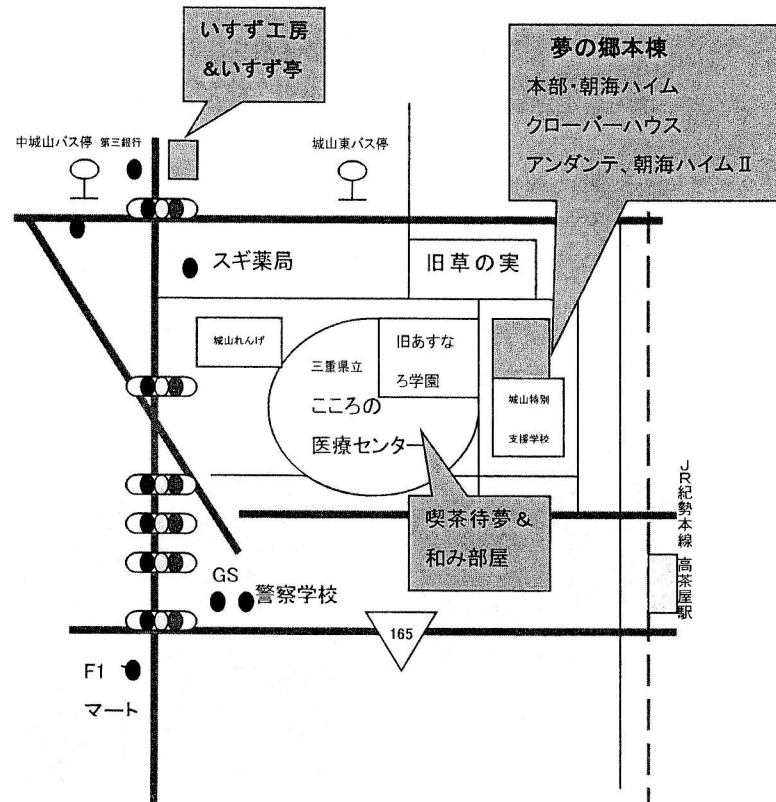 いすず工房
&いすず亭
夢の郷本棟
本部・朝海ハイム
クローバーハウス
アンダンテ、朝海ハイムⅡ
中城山バス停
第三銀行
城山東バス停
スギ薬局
旧草の実
城山れんげ
三重県立
こころの
医療センター
旧あすな
ろ学園
城山特別
支援学校
喫茶待夢&
和み部屋
JR紀勢本線
高茶屋駅
GS
警察学校
165
F1
マート